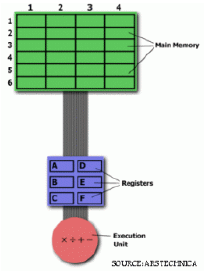 1 2 3 4
1
2
3 Main Memory
4
5
6
A D
B E Registers
C F
Execution
× ÷ + − Unit
SOURCE: ARSTECHNICA